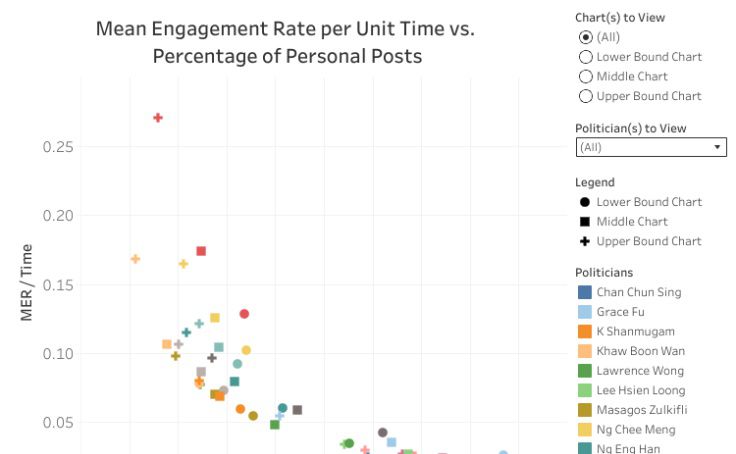 Mean Engagement Rate per Unit Time vs.
Percentage of Personal Posts
MER / Time
0.25
0.20
0.15
0.10
0.05
Chart(s) to View
(All)
Lower Bound Chart
Middle Chart
Upper Bound Chart
Politician(s) to View
(All)
Legend
Lower Bound Chart
Middle Chart
Upper Bound Chart
Politicians
Chan Chun Sing
Grace Fu
K Shanmugam
Khaw Boon Wan
Lawrence Wong
Lee Hsien Loong
Masagos Zulkifli
Ng Chee Meng
Ng Eng Han